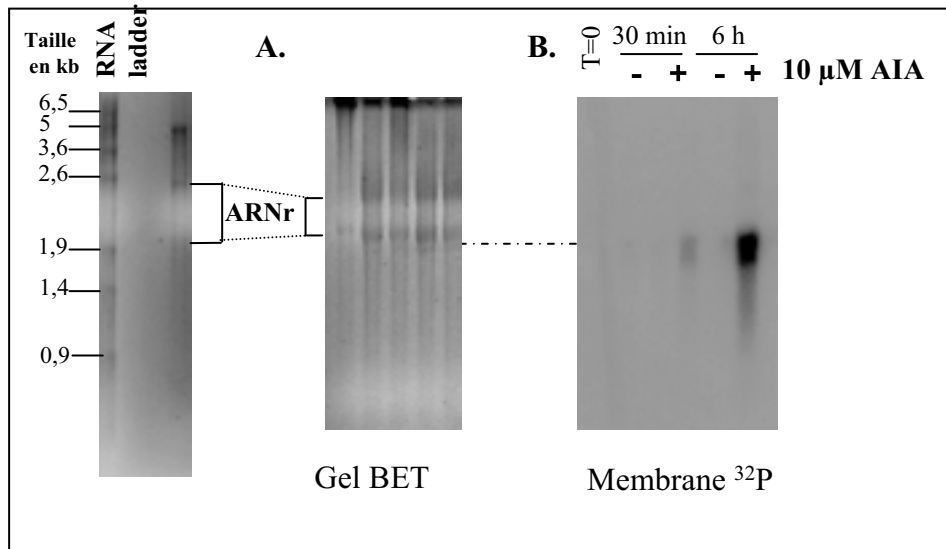 Taille
en kb
RNA
ladder
A.
B.
T=0
30 min
6 h
-
+
-
+
10 µM AIA
6,5
5
3,6
2,6
1,9
1,4
0,9
ARNr
Gel BET
Membrane ³²P